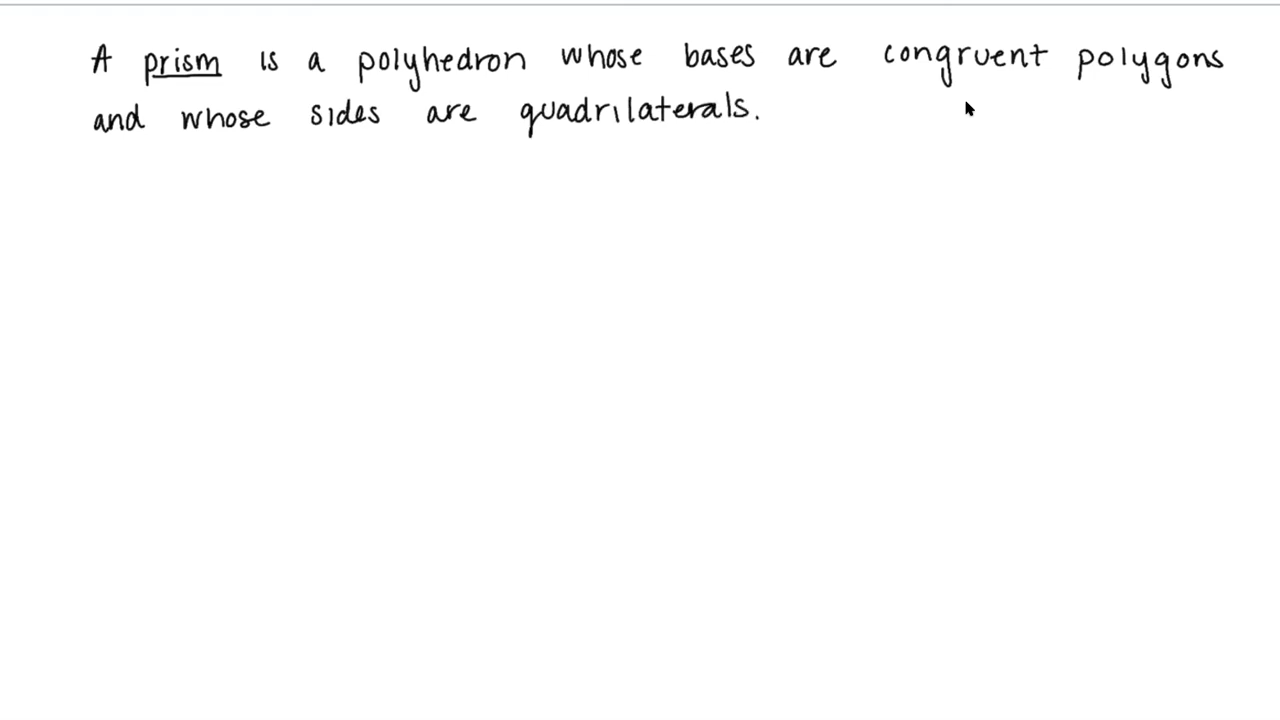 A prism is a polyhedron whose bases are congruent polygons
and whose sides are quadrilaterals.